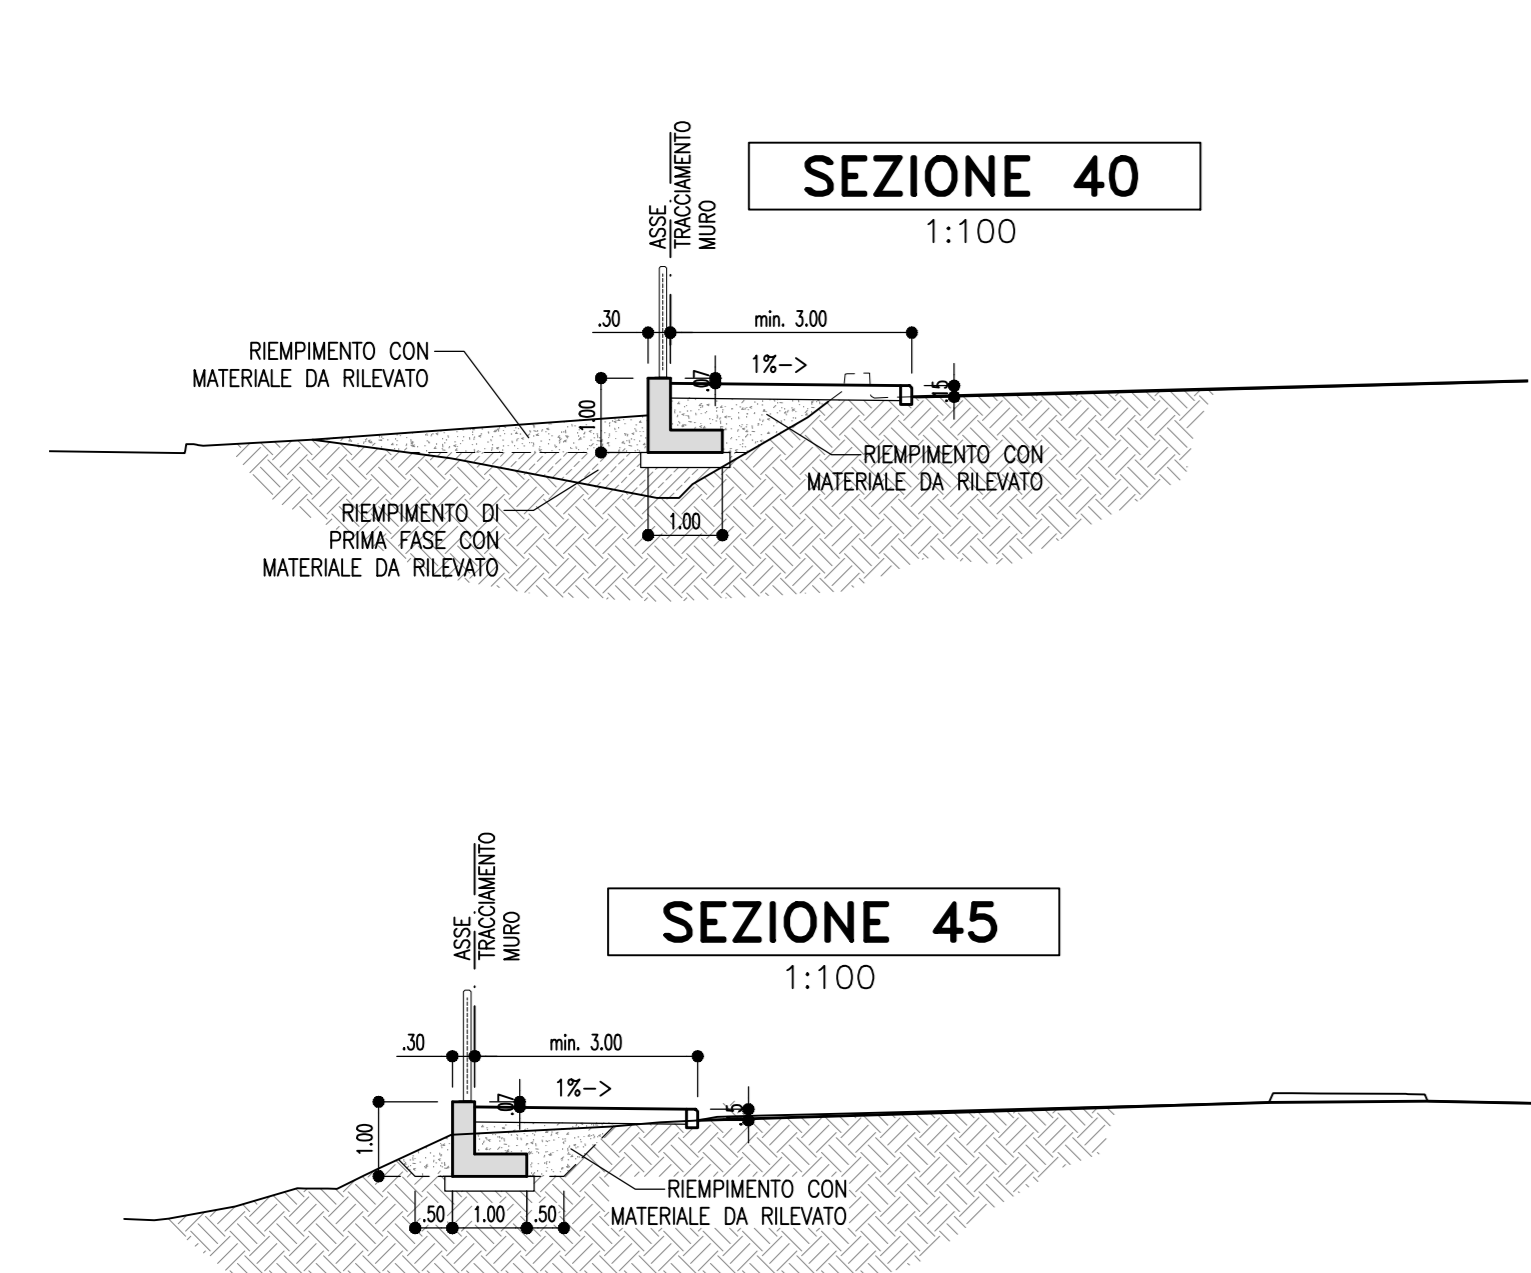 ASSE
TRACCIAMENTO
MURO
SEZIONE 40
1:100
.30
min. 3.00
1%->
.07
.15
1.00
RIEMPIMENTO CON
MATERIALE DA RILEVATO
RIEMPIMENTO CON
MATERIALE DA RILEVATO
RIEMPIMENTO DI
PRIMA FASE CON
MATERIALE DA RILEVATO
1.00
ASSE
TRACCIAMENTO
MURO
SEZIONE 45
1:100
.30
min. 3.00
1%->
.07
.15
1.00
RIEMPIMENTO CON
MATERIALE DA RILEVATO
.50
1.00
.50